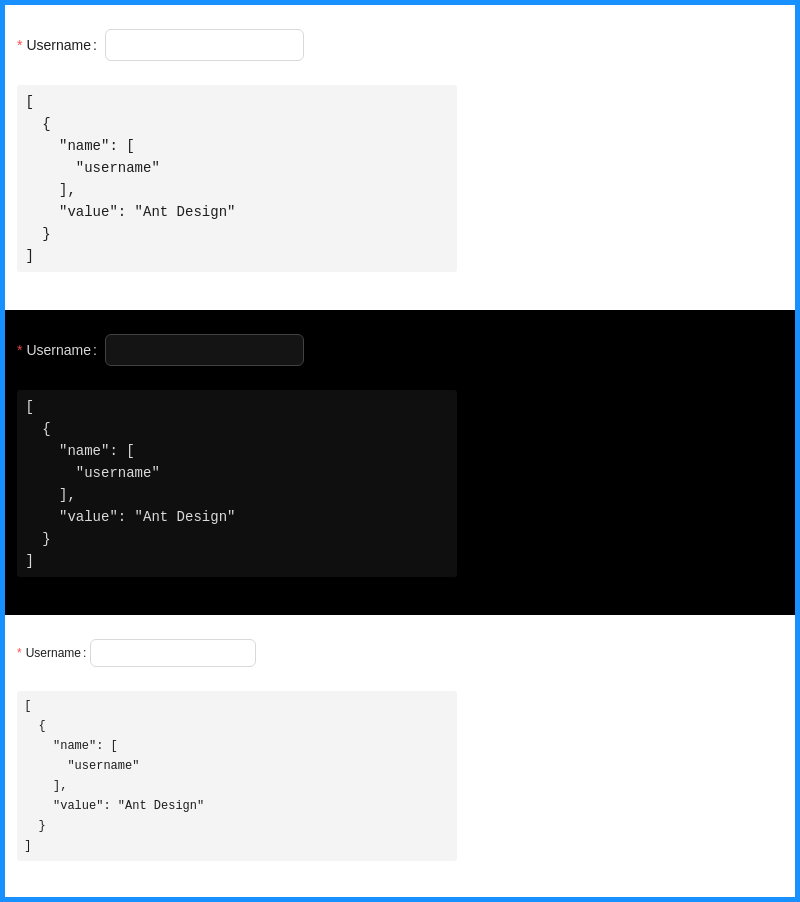 * Username:
[
  {
    "name": [
      "username"
    ],
    "value": "Ant Design"
  }
]
* Username:
[
  {
    "name": [
      "username"
    ],
    "value": "Ant Design"
  }
]
* Username:
[
  {
    "name": [
      "username"
    ],
    "value": "Ant Design"
  }
]